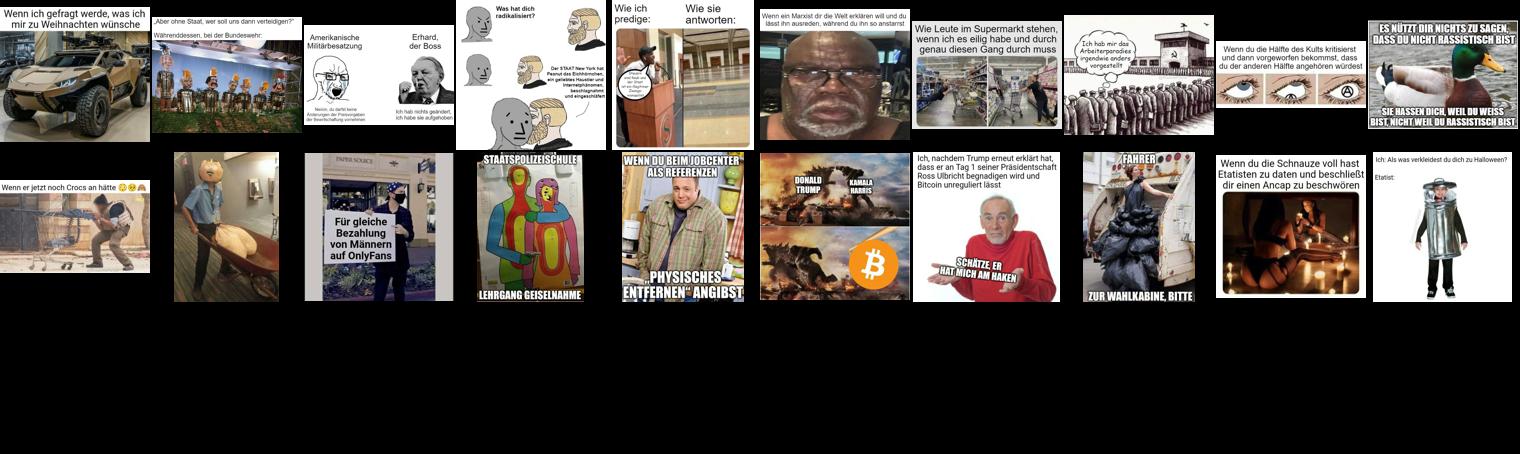 Wenn ich gefragt werde, was ich
mir zu Weihnachten wünsche
„Aber ohne Staat, wer soll uns dann verteidigen?"
Währenddessen, bei der Bundeswehr:
Amerikanische
Militärbesatzung
Erhard,
der Boss
Neeiin, du darfst keine
Änderungen der Preisvorgaben
der Bewirtschaftung vornehmen
Ich hab nichts geändert,
ich habe sie aufgehoben
Was hat dich
radikalisiert?
Der STAAT New York hat
Peanut das Eichhörnchen,
ein geliebtes Haustier und
Internetphänomen,
beschlagnahmt
und eingeschläfert
Wie ich
predige:
Wie sie
antworten:
Wenn ein Marxist dir die Welt erklären will und du
lässt ihn ausreden, während du ihn so anstarrst
Wie Leute im Supermarkt stehen,
wenn ich es eilig habe und durch
genau diesen Gang durch muss
Ich hab mir das
Arbeiterparadies
irgendwie anders
vorgestellt
Wenn du die Hälfte des Kults kritisierst
und dann vorgeworfen bekommst, dass
du der anderen Hälfte angehören würdest
ES NÜTZT DIR NICHTS ZU SAGEN,
DASS DU NICHT RASSISTISCH BIST
SIE HASSEN DICH, WEIL DU WEISS
BIST, NICHT WEIL DU RASSISTISCH BIST
Wenn er jetzt noch Crocs an hätte
PAPER SOURCE
Für gleiche
Bezahlung
von Männern
auf OnlyFans
STAATSPOLIZEISCHULE
LEHRGANG GEISELNAHME
WENN DU BEIM JOBCENTER
ALS REFERENZEN
„PHYSISCHES
ENTFERNEN" ANGIBST
DONALD
TRUMP
KAMALA
HARRIS
Ich, nachdem Trump erneut erklärt hat,
dass er an Tag 1 seiner Präsidentschaft
Ross Ulbricht begnadigen wird und
Bitcoin unreguliert lässt
SCHÄTZE, ER
HAT MICH AM HAKEN
FAHRER
ZUR WAHLKABINE, BITTE
Wenn du die Schnauze voll hast
Etatisten zu daten und beschließt
dir einen Ancap zu beschwören
Ich: Als was verkleidest du dich zu Halloween?
Etatist: